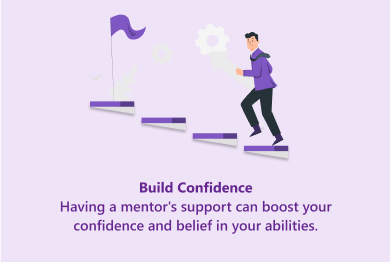 Build Confidence
Having a mentor's support can boost your
confidence and belief in your abilities.